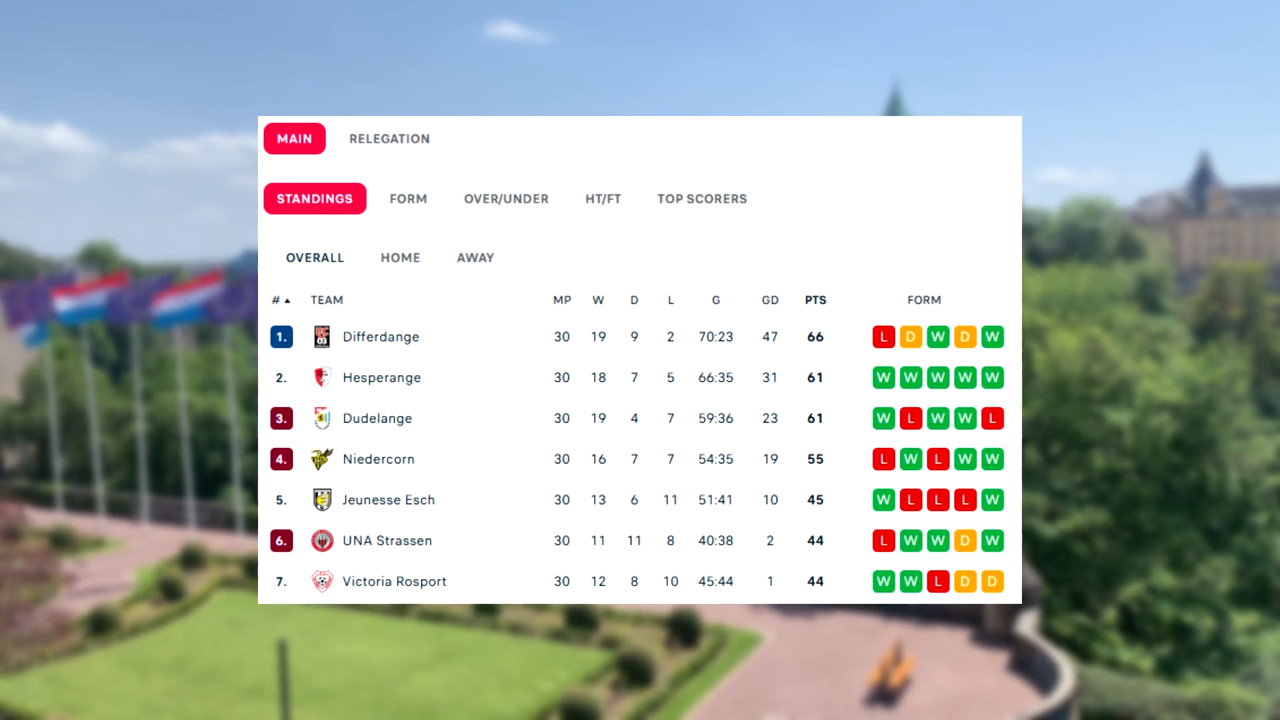 MAIN RELEGATION
STANDINGS FORM OVER/UNDER HT/FT TOP SCORERS
OVERALL HOME AWAY
# ▲ TEAM MP W D L G GD PTS FORM
1. Differdange 30 19 9 2 70:23 47 66 L D W D W
2. Hesperange 30 18 7 5 66:35 31 61 W W W W W
3. Dudelange 30 19 4 7 59:36 23 61 W L W W L
4. Niedercorn 30 16 7 7 54:35 19 55 L W L W W
5. Jeunesse Esch 30 13 6 11 51:41 10 45 W L L L W
6. UNA Strassen 30 11 11 8 40:38 2 44 L W W D W
7. Victoria Rosport 30 12 8 10 45:44 1 44 W W L D D